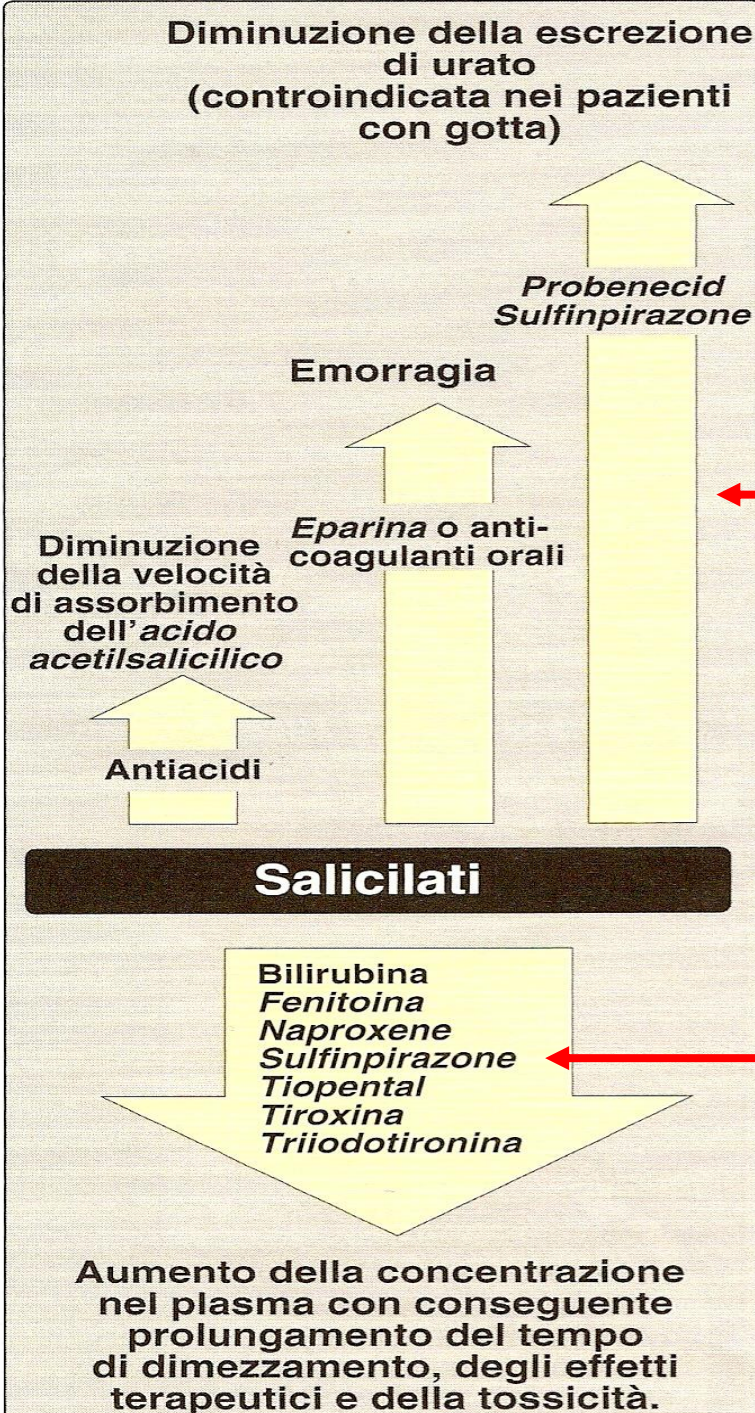 Diminuzione della escrezione
di urato
(controindicata nei pazienti
con gotta)
Probenecid
Sulfinpirazone
Emorragia
Eparina o anti-
coagulanti orali
Diminuzione
della velocità
di assorbimento
dell'acido
acetilsalicilico
Antiacidi
Salicilati
Bilirubina
Fenitoina
Naproxene
Sulfinpirazone
Tiopental
Tiroxina
Triiodotironina
Aumento della concentrazione
nel plasma con conseguente
prolungamento del tempo
di dimezzamento, degli effetti
terapeutici e della tossicità.